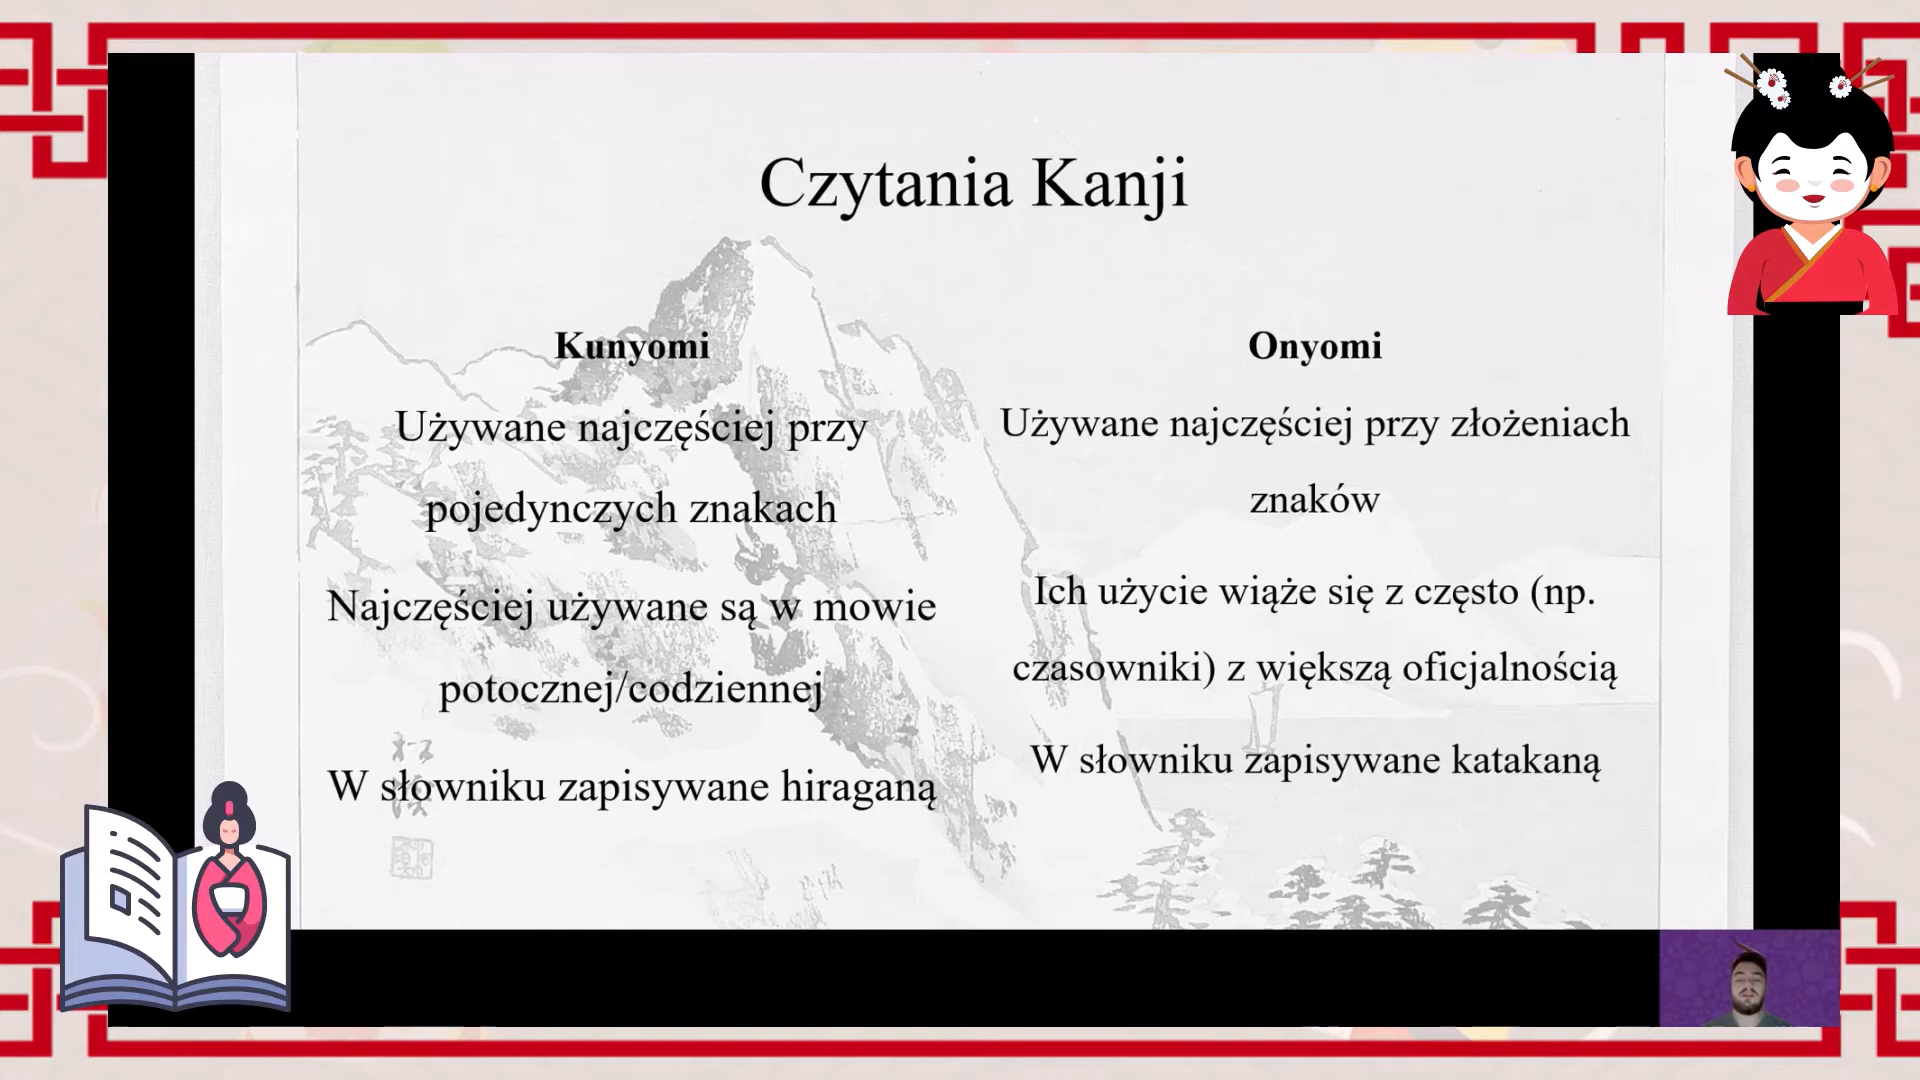 Czytania Kanji
Kunyomi
Używane najczęściej przy
pojedynczych znakach
Najczęściej używane są w mowie
potocznej/codziennej
W słowniku zapisywane hiraganą
Onyomi
Używane najczęściej przy złożeniach
znaków
Ich użycie wiąże się z często (np.
czasowniki) z większą oficjalnością
W słowniku zapisywane katakaną